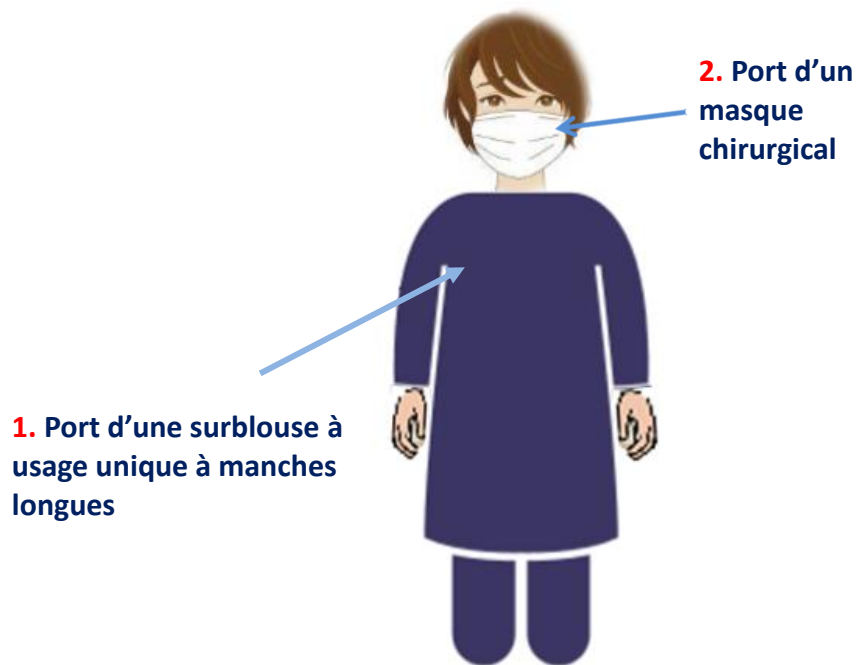 2. Port d’un
masque
chirurgical
1. Port d’une surblouse à
usage unique à manches
longues